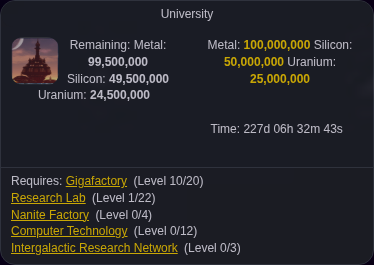 University
Remaining: Metal:
99,500,000
Silicon: 49,500,000
Uranium: 24,500,000
Metal: 100,000,000 Silicon:
50,000,000 Uranium:
25,000,000
Time: 227d 06h 32m 43s
Requires: Gigafactory (Level 10/20)
Research Lab (Level 1/22)
Nanite Factory (Level 0/4)
Computer Technology (Level 0/12)
Intergalactic Research Network (Level 0/3)